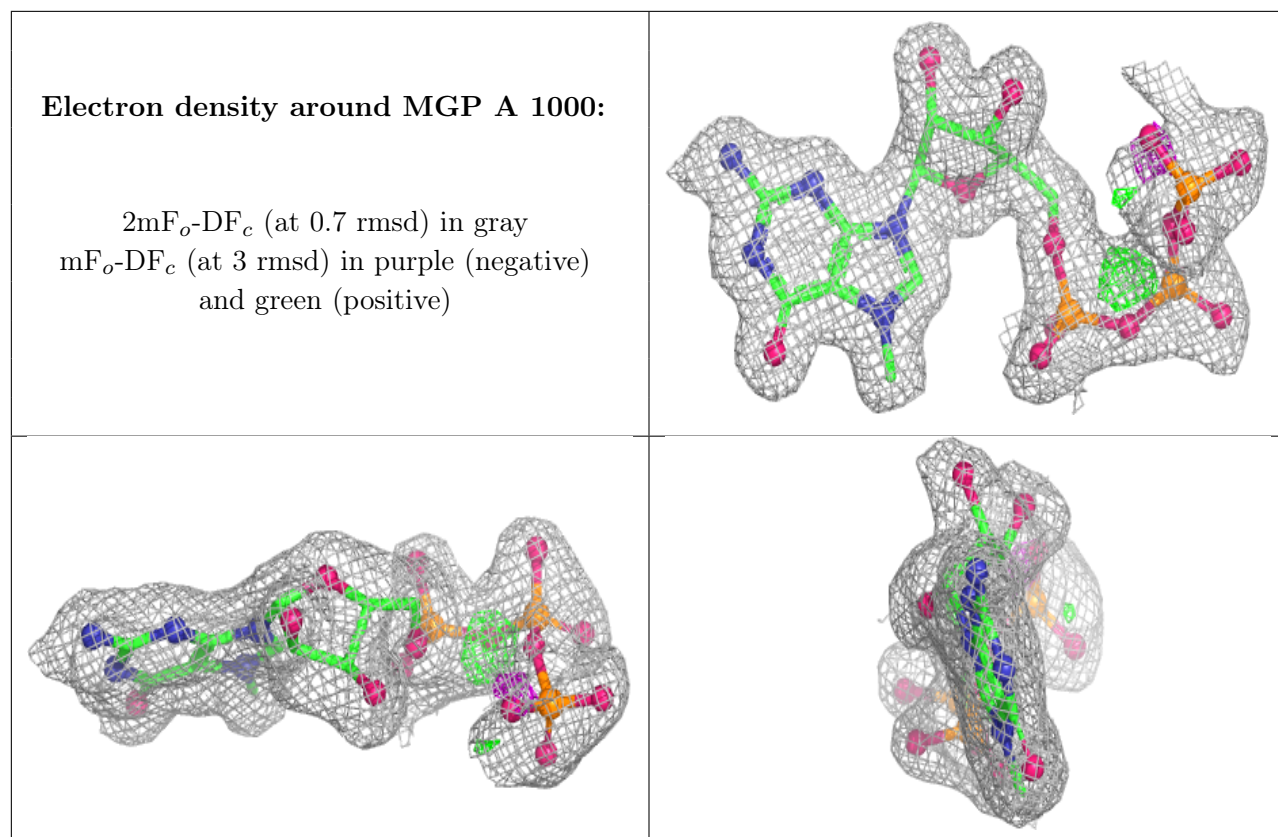 Electron density around MGP A 1000:
2mFo-DFc (at 0.7 rmsd) in gray
mFo-DFc (at 3 rmsd) in purple (negative)
and green (positive)